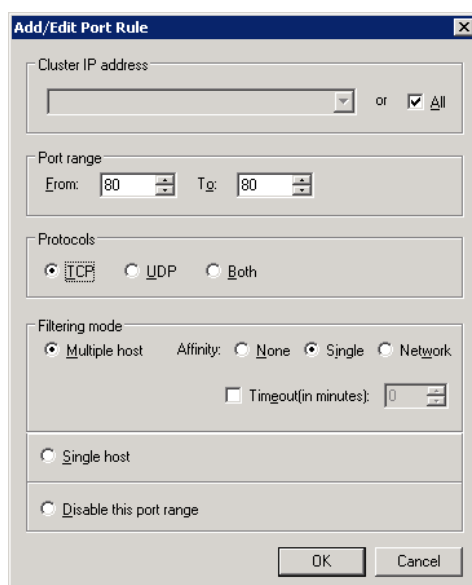 Add/Edit Port Rule
Cluster IP address
or All
Port range
From: 80 To: 80
Protocols
TCP UDP Both
Filtering mode
Multiple host Affinity: None Single Network
Timeout(in minutes): 0
Single host
Disable this port range
OK Cancel